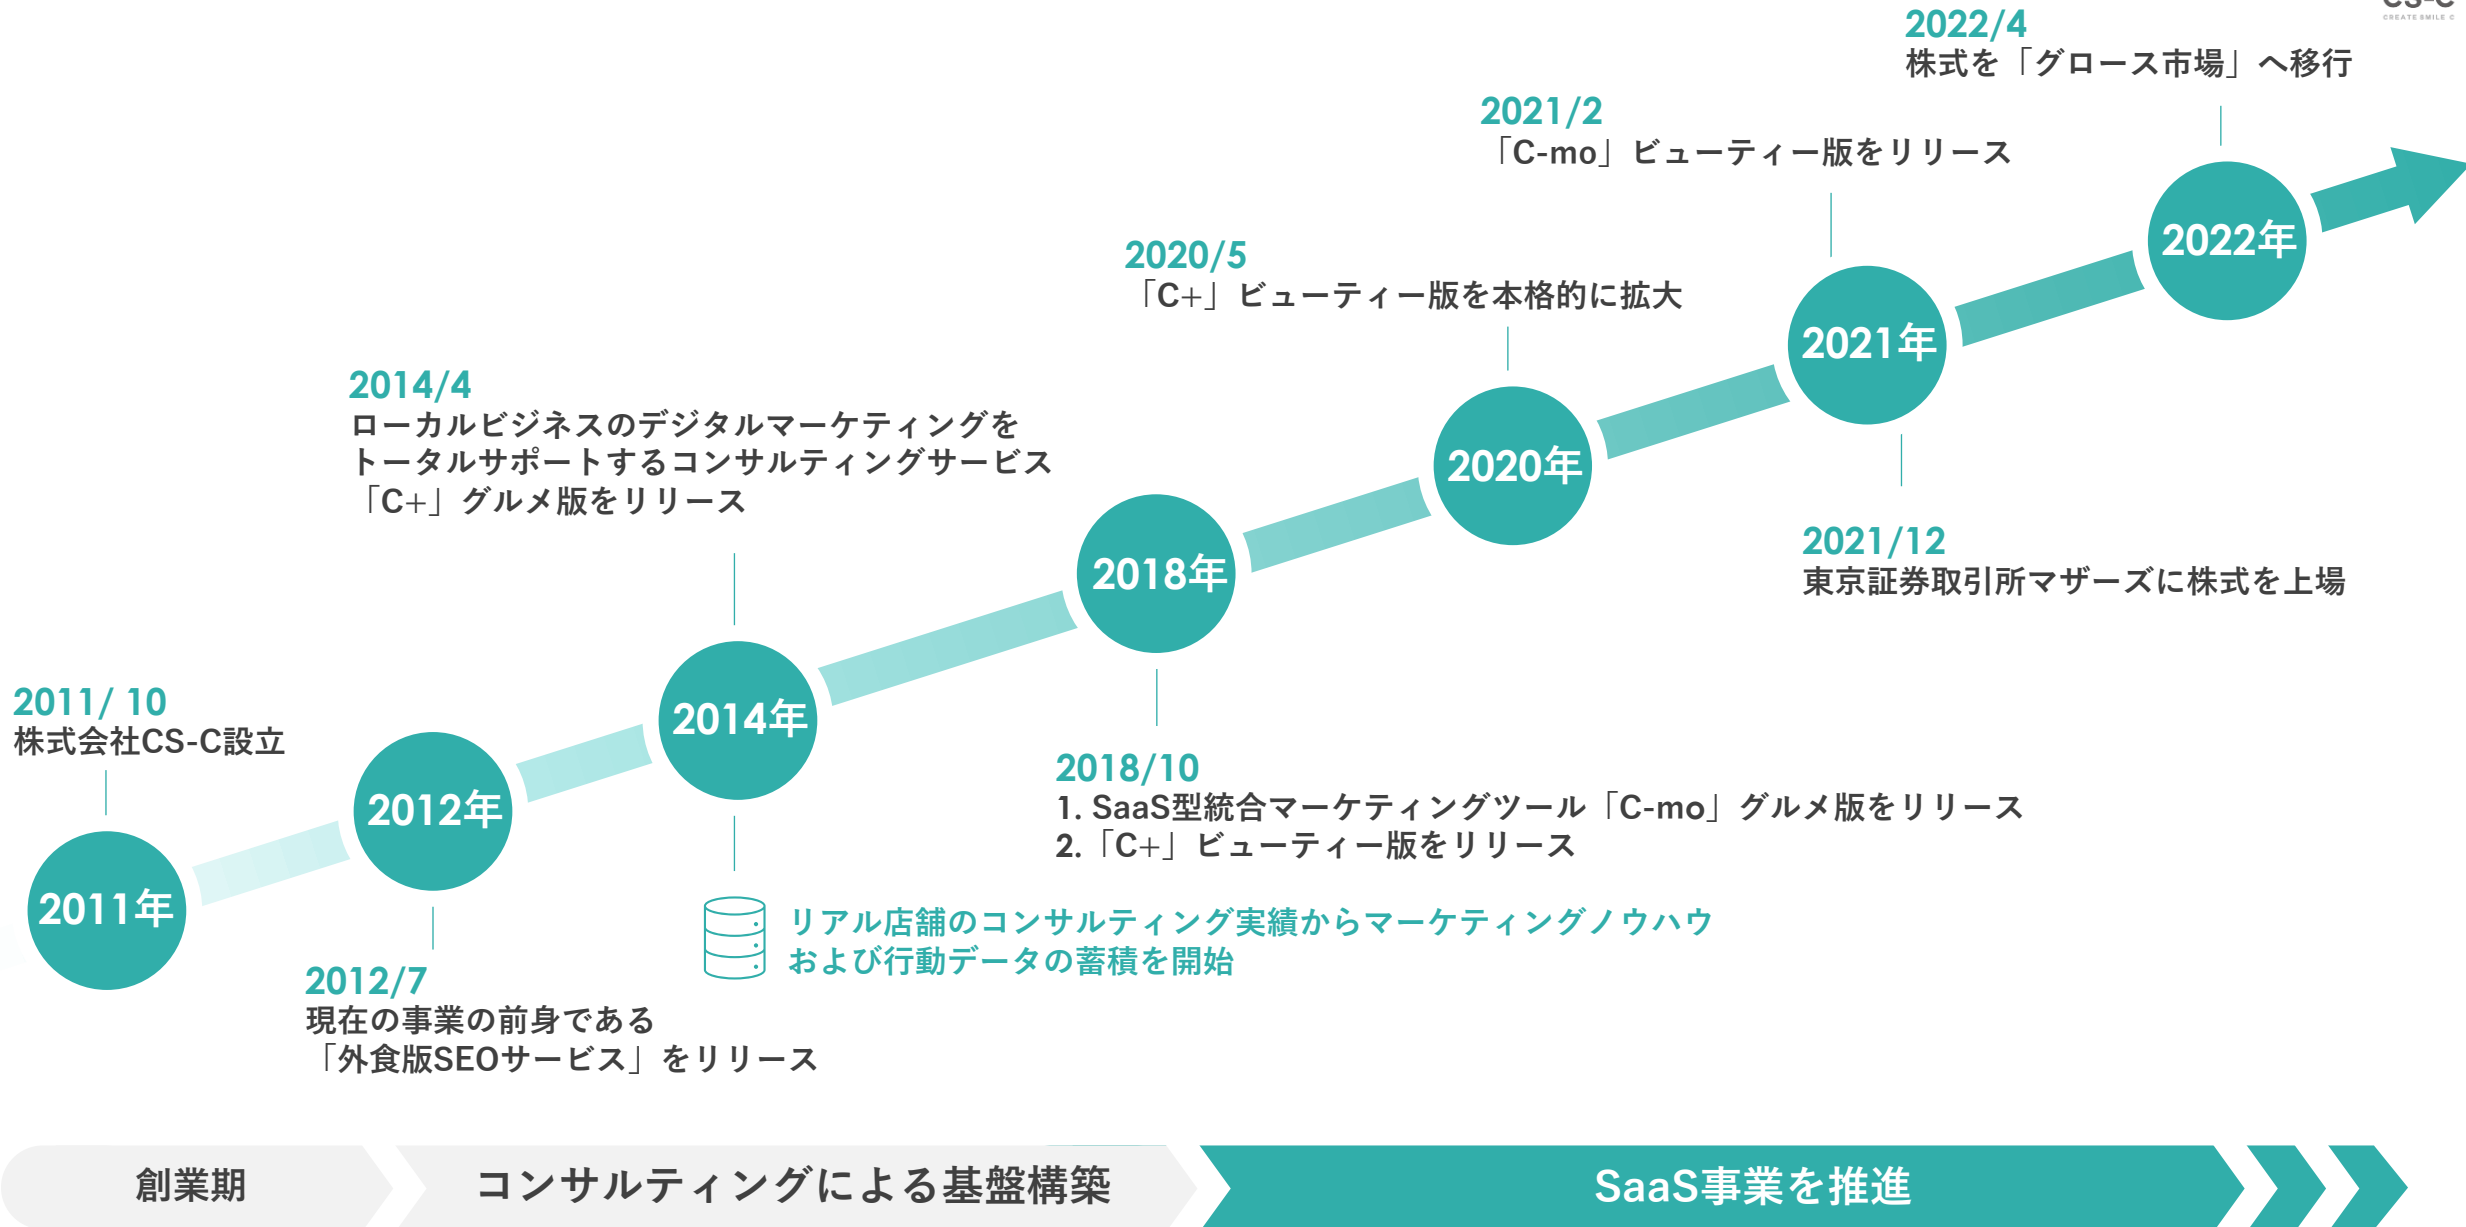 CS-C
CREATE SMILE C
2022/4
株式を「グロース市場」へ移行
2021/2
「C-mo」ビューティー版をリリース
2022年
2020/5
「C+」ビューティー版を本格的に拡大
2021年
2014/4
ローカルビジネスのデジタルマーケティングを
トータルサポートするコンサルティングサービス
「C+」グルメ版をリリース
2020年
2021/12
東京証券取引所マザーズに株式を上場
2018年
2011/ 10
株式会社CS-C設立
2014年
2018/10
1. SaaS型統合マーケティングツール「C-mo」グルメ版をリリース
2.「C+」ビューティー版をリリース
2012年
2011年
リアル店舗のコンサルティング実績からマーケティングノウハウ
および行動データの蓄積を開始
2012/7
現在の事業の前身である
「外食版SEOサービス」をリリース
創業期
コンサルティングによる基盤構築
SaaS事業を推進